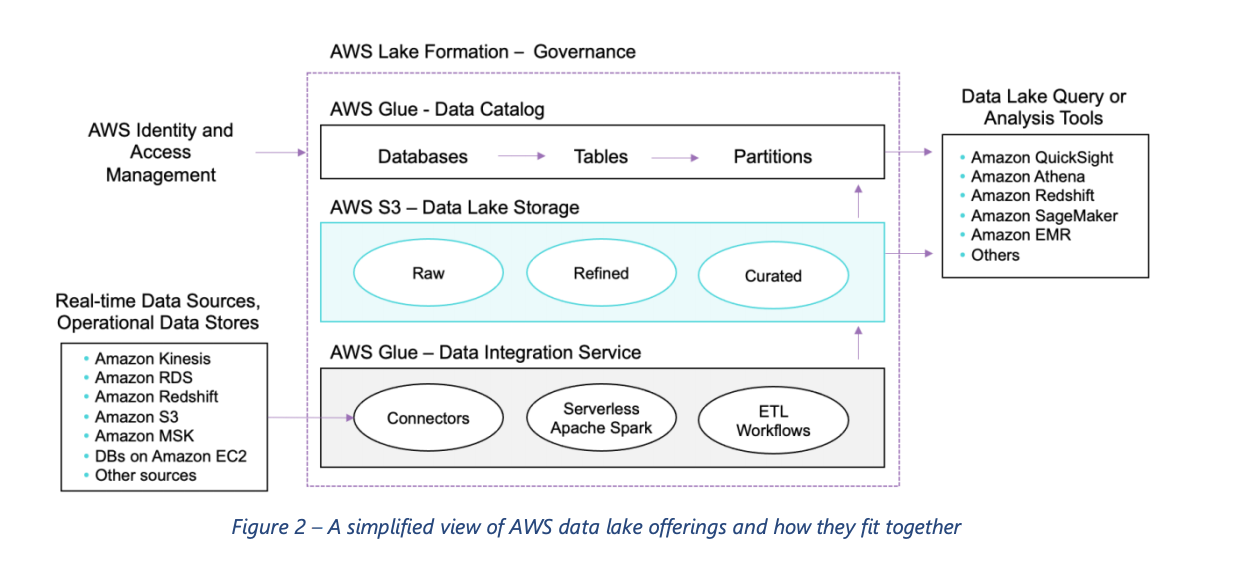 AWS Lake Formation – Governance
AWS Identity and
Access
Management
AWS Glue - Data Catalog
Databases
Tables
Partitions
AWS S3 – Data Lake Storage
Raw
Refined
Curated
AWS Glue – Data Integration Service
Connectors
Serverless
Apache Spark
ETL
Workflows
Real-time Data Sources,
Operational Data Stores
• Amazon Kinesis
• Amazon RDS
• Amazon Redshift
• Amazon S3
• Amazon MSK
• DBs on Amazon EC2
• Other sources
Data Lake Query or
Analysis Tools
• Amazon QuickSight
• Amazon Athena
• Amazon Redshift
• Amazon SageMaker
• Amazon EMR
• Others
Figure 2 – A simplified view of AWS data lake offerings and how they fit together